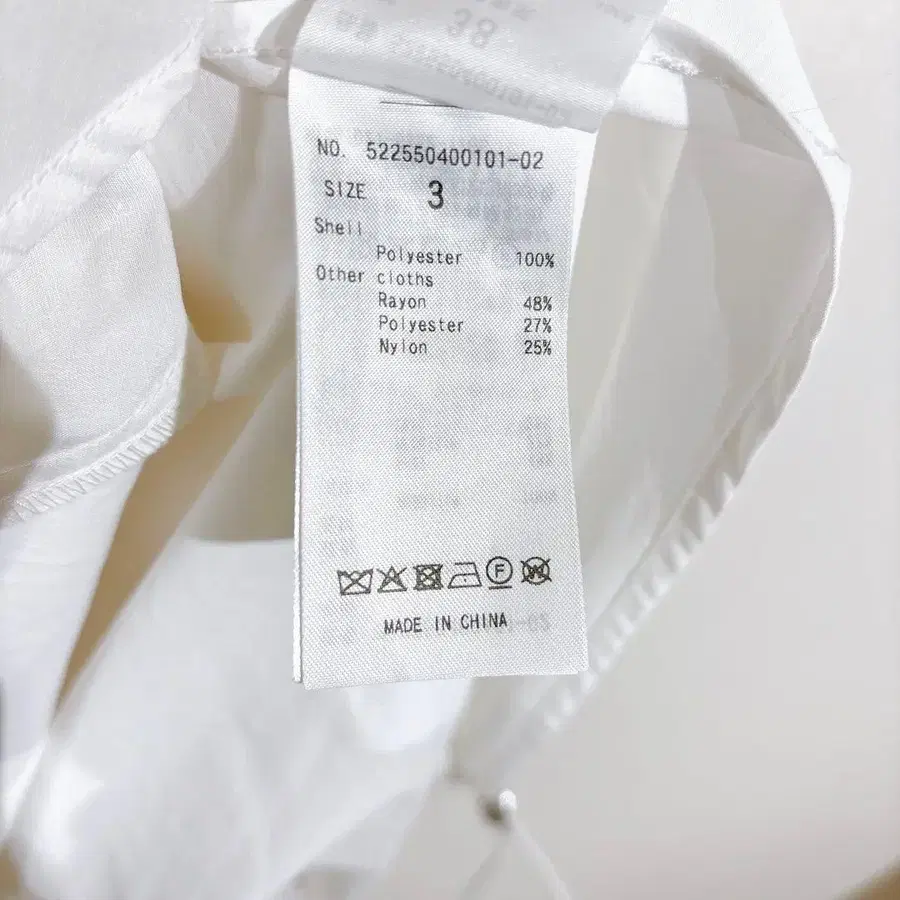 38
NO. 522550400101-02
SIZE 3
Shell
Polyester 100%
Other cloths
Rayon 48%
Polyester 27%
Nylon 25%
F W
MADE IN CHINA